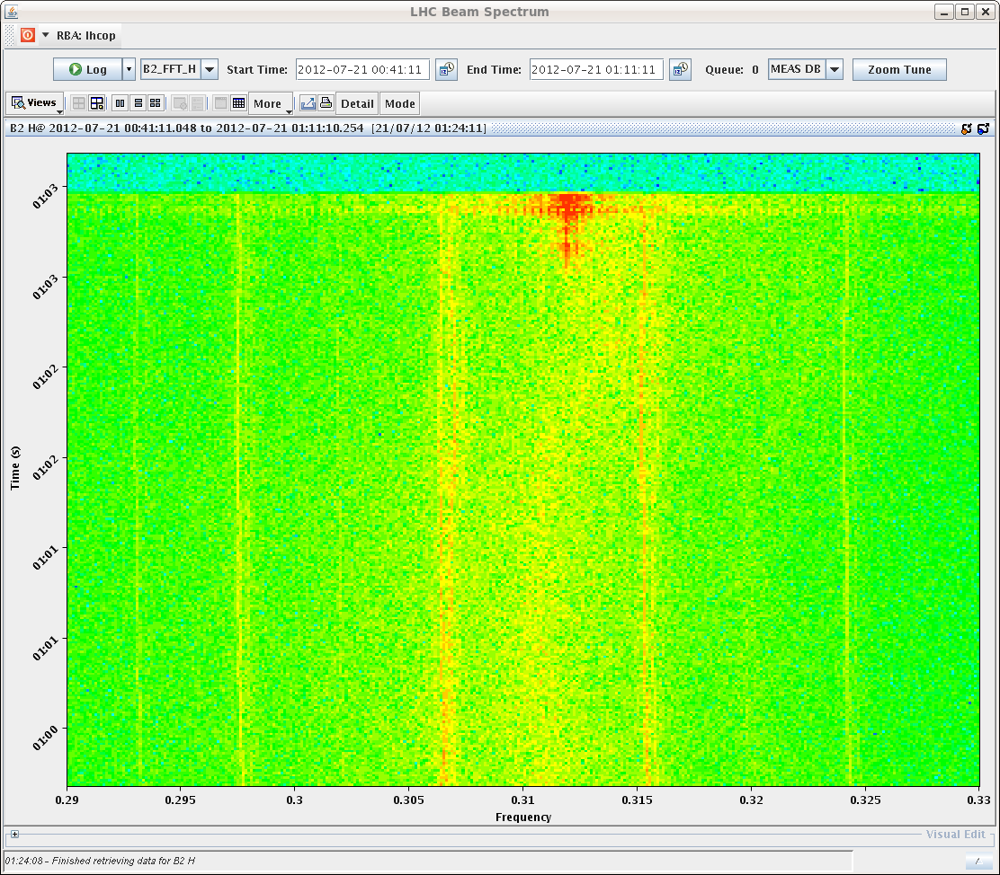 LHC Beam Spectrum
RBA: lhcop
Log B2_FFT_H Start Time: 2012-07-21 00:41:11 End Time: 2012-07-21 01:11:11 Queue: 0 MEAS DB Zoom Tune
Views More Detail Mode
B2 H@ 2012-07-21 00:41:11.048 to 2012-07-21 01:11:10.254 [21/07/12 01:24:11]
01:03
01:03
01:02
01:02
01:01
01:01
01:00
Time (s)
0.29 0.295 0.3 0.305 0.31 0.315 0.32 0.325 0.33
Frequency
Visual Edit
01:24:08 - Finished retrieving data for B2 H